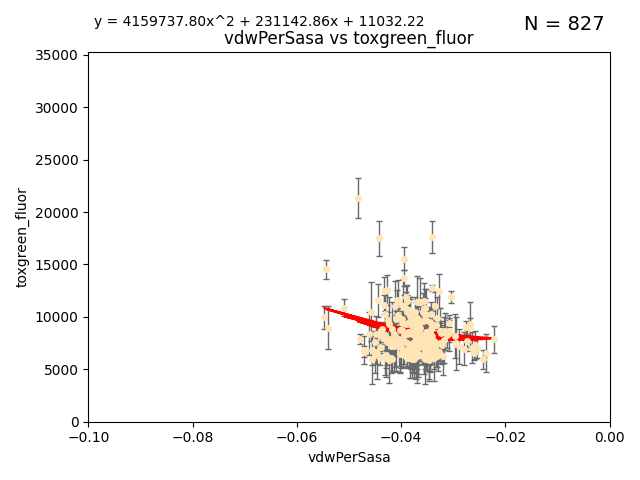 y = 4159737.80x^2 + 231142.86x + 11032.22
N = 827
vdwPerSasa vs toxgreen_fluor
35000
30000
25000
20000
15000
10000
5000
0
toxgreen_fluor
−0.10 −0.08 −0.06 −0.04 −0.02 0.00
vdwPerSasa